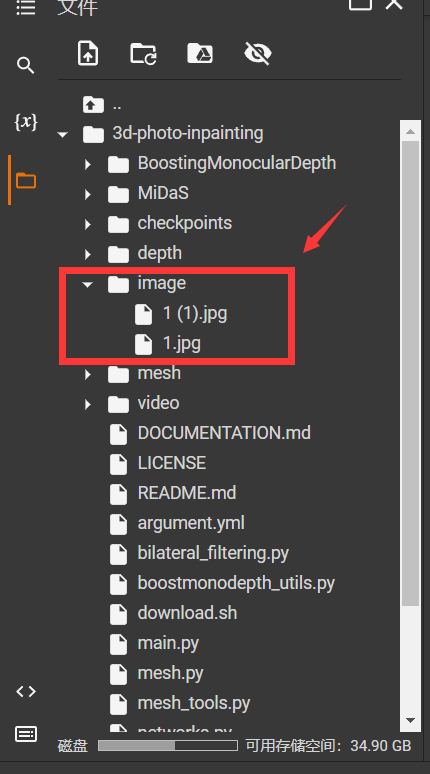 文件
{x}
..
3d-photo-inpainting
BoostingMonocularDepth
MiDaS
checkpoints
depth
image
1 (1).jpg
1.jpg
mesh
video
DOCUMENTATION.md
LICENSE
README.md
argument.yml
bilateral_filtering.py
boostmonodepth_utils.py
download.sh
main.py
mesh.py
mesh_tools.py
networks.py
磁盘 可用存储空间：34.90 GB